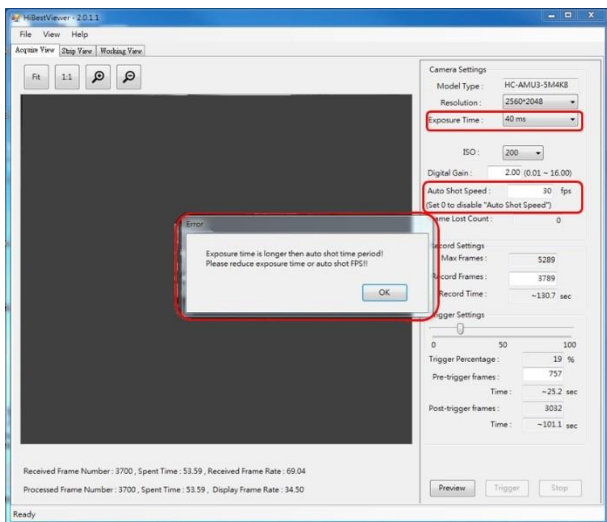 HiBestViewer - 2.0.1.1
File View Help
Acquire View Strip View Working View
Fit 1:1
Camera Settings
Model Type : HC-AMU3-5M4K8
Resolution : 2560*2048
Exposure Time : 40 ms
ISO : 200
Digital Gain : 2.00 (0.01 ~ 16.00)
Auto Shot Speed : 30 fps
(Set 0 to disable "Auto Shot Speed")
Frame Lost Count : 0
Error
Exposure time is longer then auto shot time period!
Please reduce exposure time or auto shot FPS!!
OK
Record Settings
Max Frames : 5289
Record Frames : 3789
Record Time : ~130.7 sec
Trigger Settings
0 50 100
Trigger Percentage : 19 %
Pre-trigger frames : 757
Time : ~25.2 sec
Post-trigger frames : 3032
Time : ~101.1 sec
Received Frame Number : 3700 , Spent Time : 53.59 , Received Frame Rate : 69.04
Processed Frame Number : 3700 , Spent Time : 53.59 , Display Frame Rate : 34.50
Preview Trigger Stop
Ready